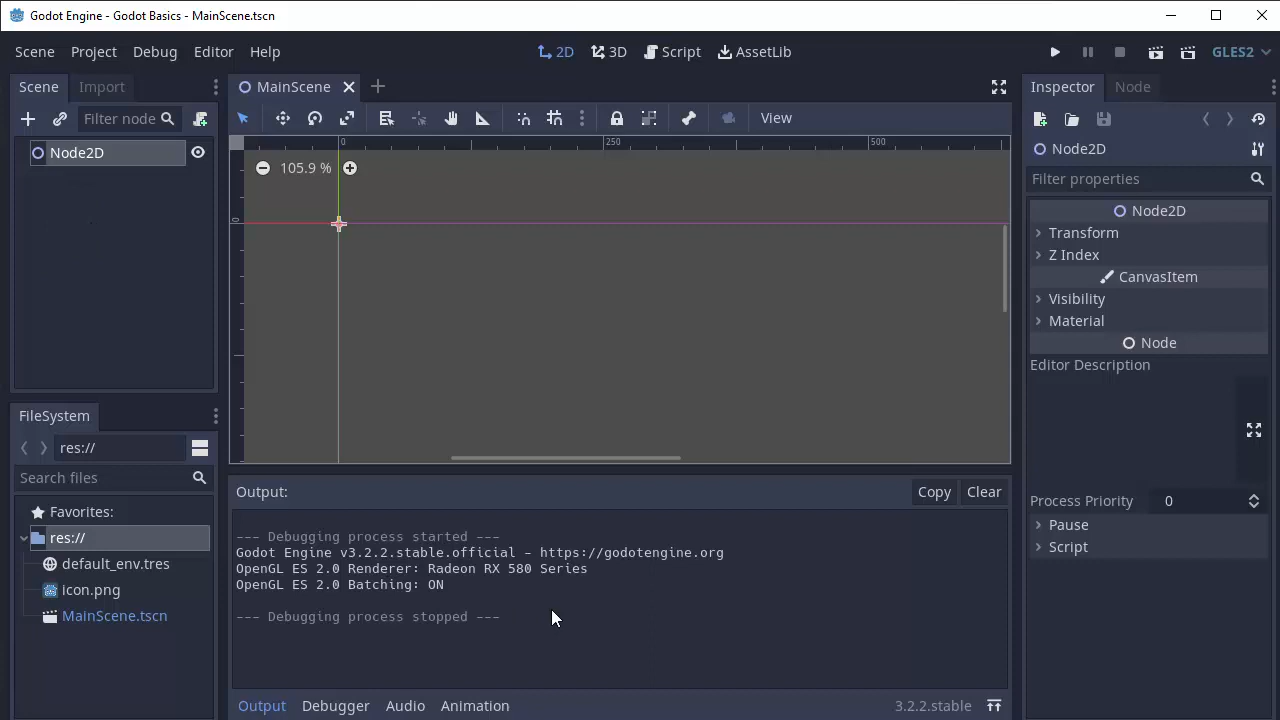 Godot Engine - Godot Basics - MainScene.tscn
Scene Project Debug Editor Help
2D 3D Script AssetLib
GLES2
Scene Import
Filter node
Node2D
MainScene
View
0 250 500
0
105.9 %
FileSystem
res://
Search files
Favorites:
res://
default_env.tres
icon.png
MainScene.tscn
Output:
Copy Clear
--- Debugging process started ---
Godot Engine v3.2.2.stable.official - https://godotengine.org
OpenGL ES 2.0 Renderer: Radeon RX 580 Series
OpenGL ES 2.0 Batching: ON
--- Debugging process stopped ---
Output Debugger Audio Animation
3.2.2.stable
Inspector Node
Node2D
Filter properties
Node2D
Transform
Z Index
CanvasItem
Visibility
Material
Node
Editor Description
Process Priority 0
Pause
Script